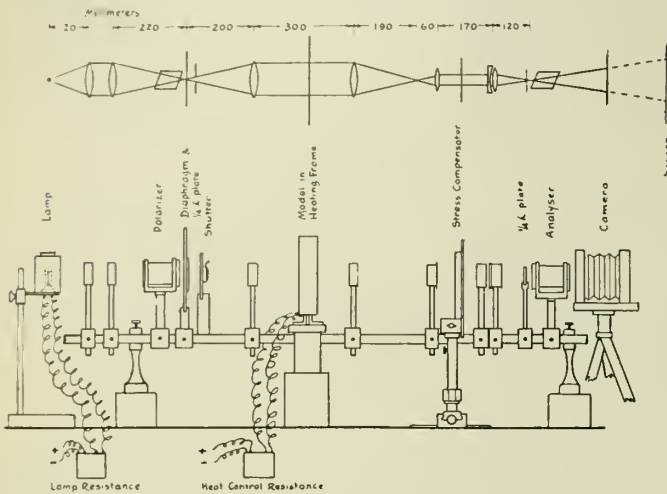 Millimeters
20 220 200 300 190 60 170 120
Lamp
Polarizer
Diaphragm &
¼ λ plate
Shutter
Model in
Heating Frame
Stress Compensator
¼ λ plate
Analyser
Camera
+
-
+
-
Lamp Resistance
Heat Control Resistance